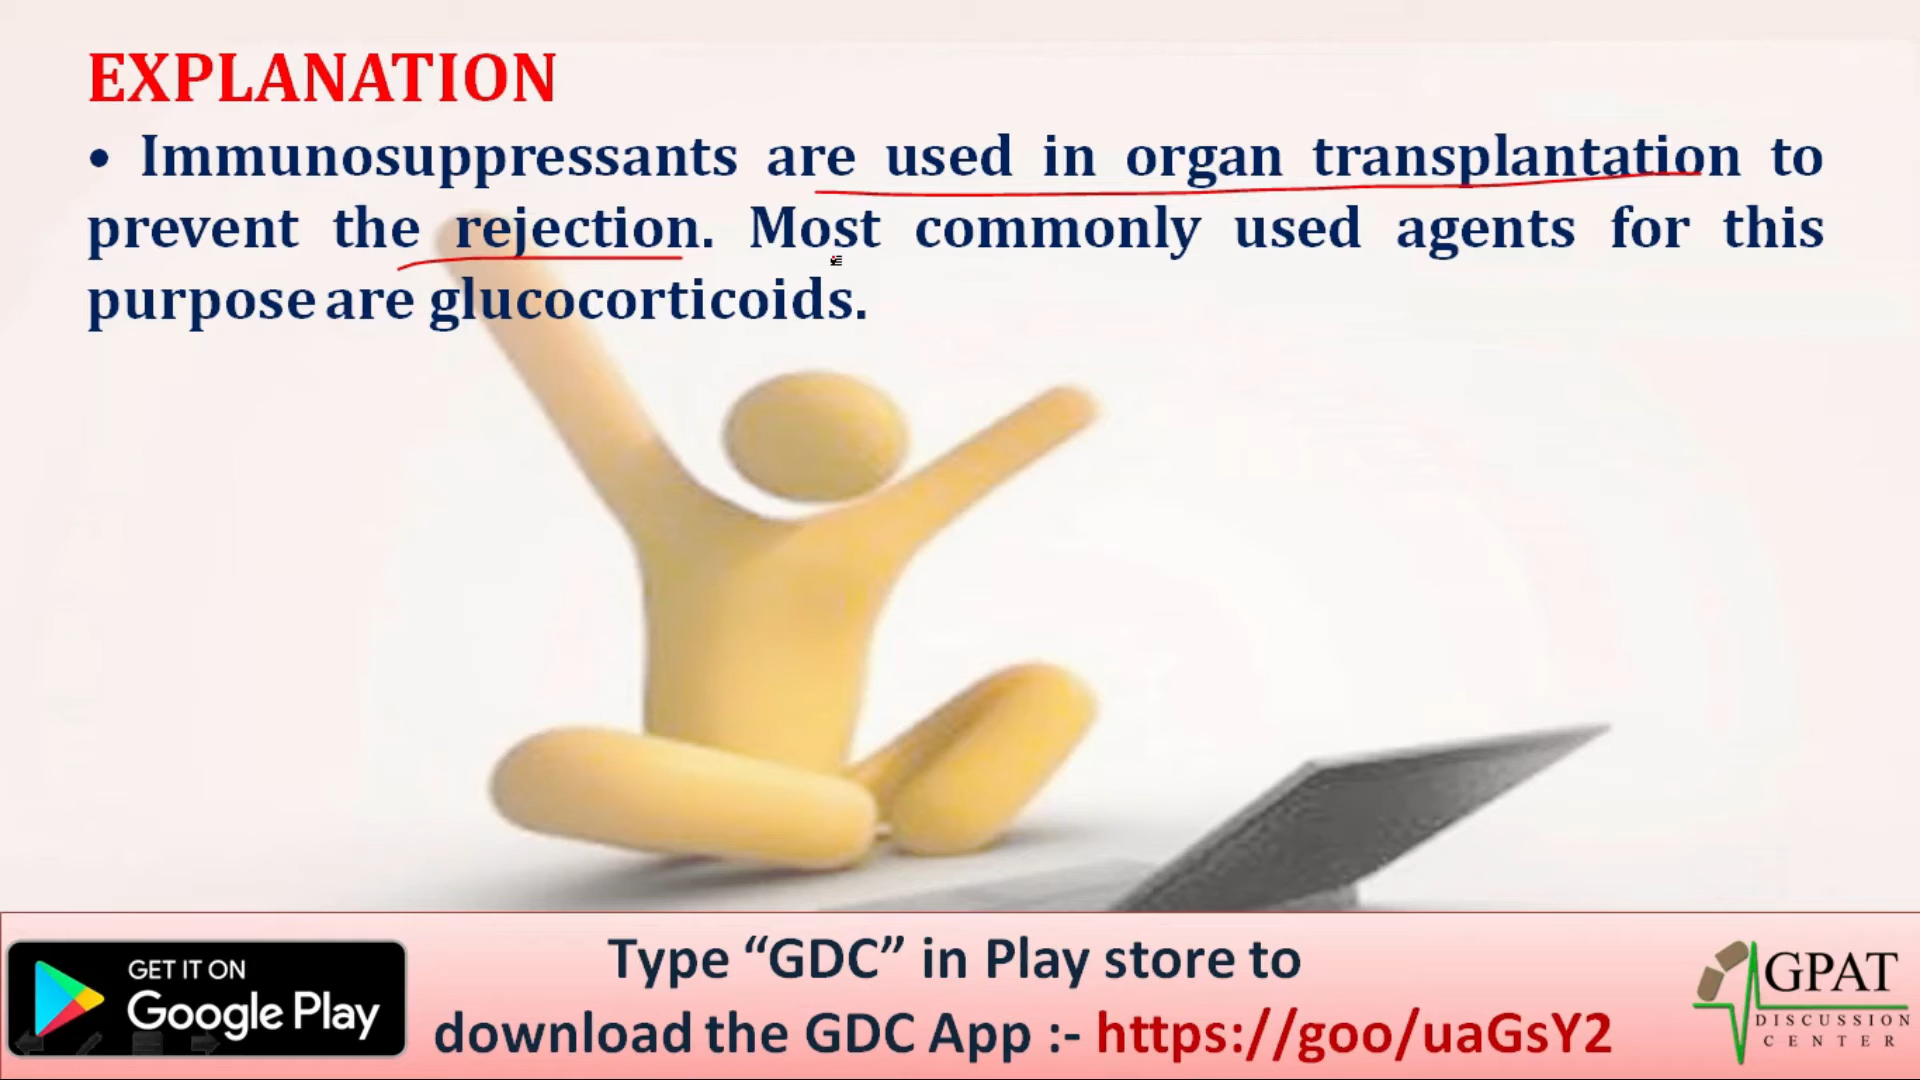 EXPLANATION
• Immunosuppressants are used in organ transplantation to
prevent the rejection. Most commonly used agents for this
purpose are glucocorticoids.
GET IT ON
Google Play
Type “GDC” in Play store to
download the GDC App :- https://goo/uaGsY2
GPAT
DISCUSSION
CENTER